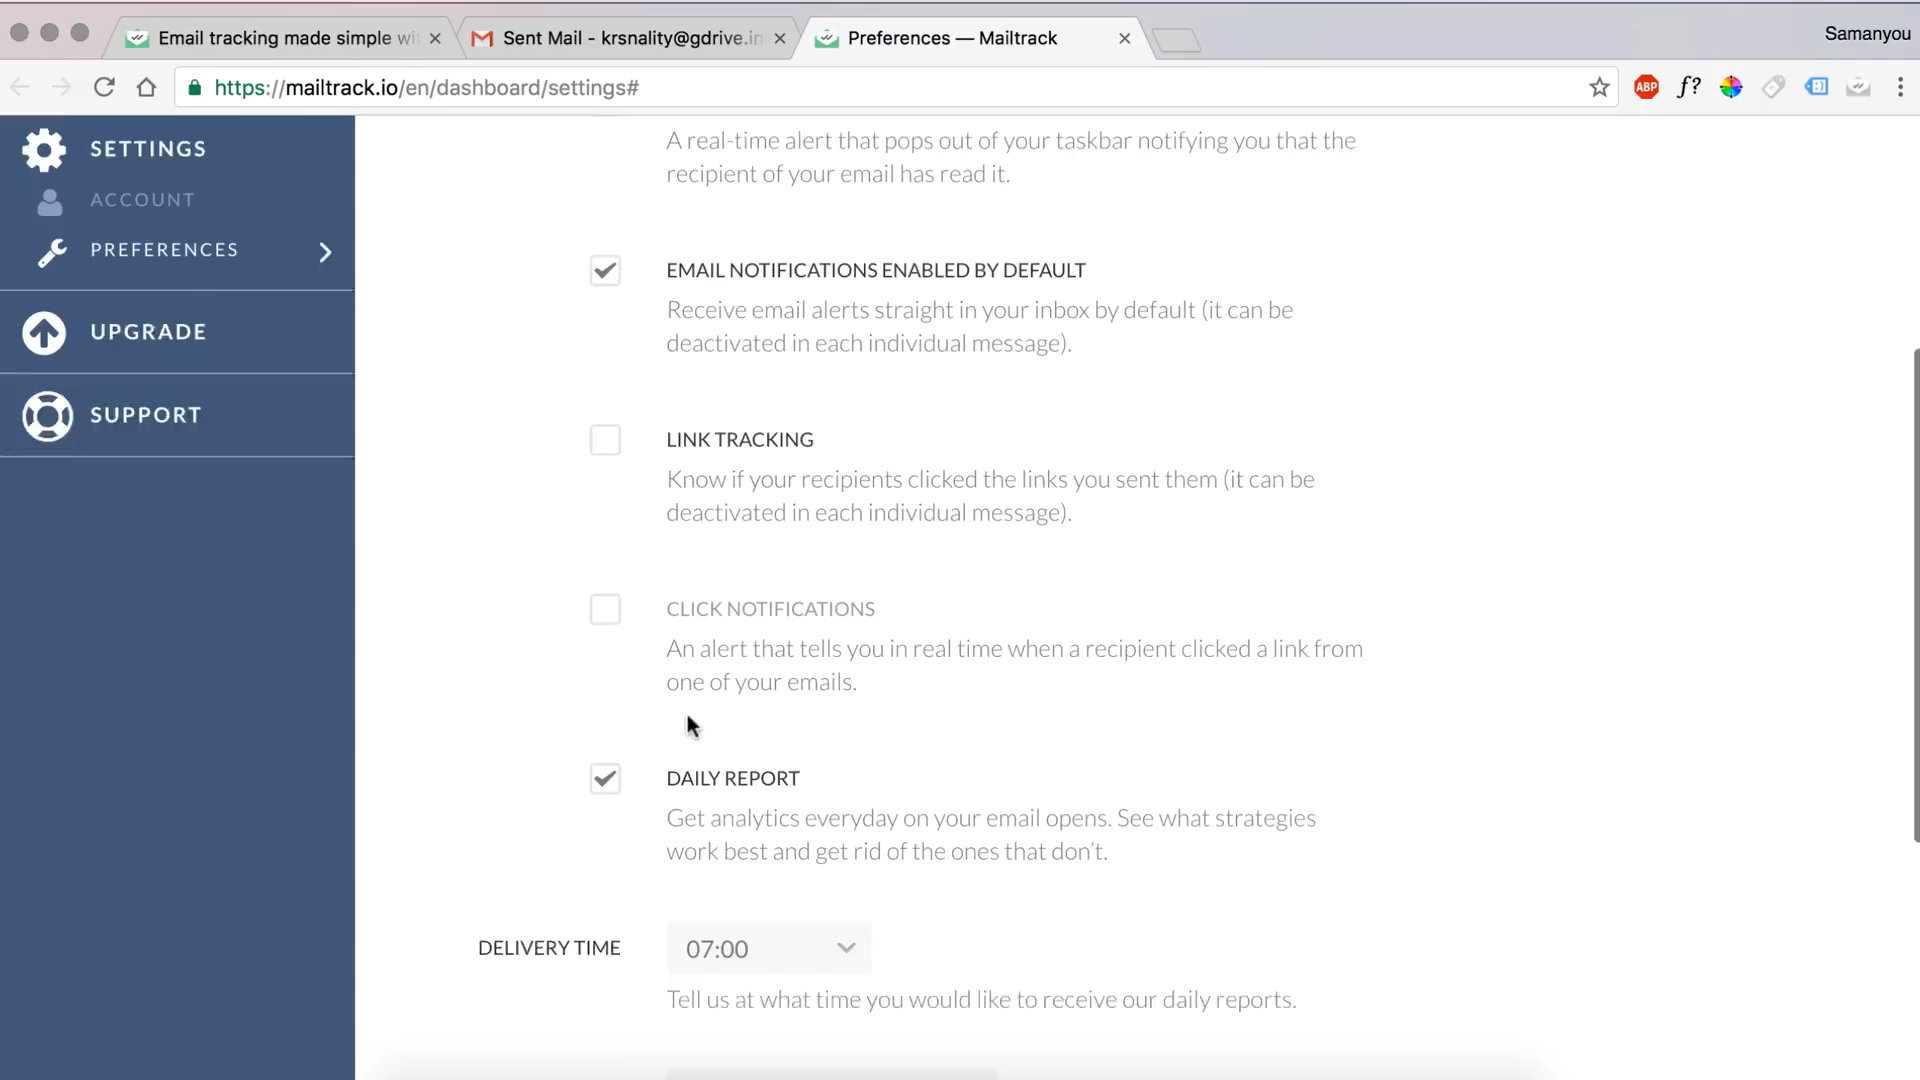 Email tracking made simple wi
Sent Mail - krsnality@gdrive.in
Preferences — Mailtrack
Samanyou
https://mailtrack.io/en/dashboard/settings#
ABP
f?
SETTINGS
ACCOUNT
PREFERENCES
UPGRADE
SUPPORT
A real-time alert that pops out of your taskbar notifying you that the
recipient of your email has read it.
EMAIL NOTIFICATIONS ENABLED BY DEFAULT
Receive email alerts straight in your inbox by default (it can be
deactivated in each individual message).
LINK TRACKING
Know if your recipients clicked the links you sent them (it can be
deactivated in each individual message).
CLICK NOTIFICATIONS
An alert that tells you in real time when a recipient clicked a link from
one of your emails.
DAILY REPORT
Get analytics everyday on your email opens. See what strategies
work best and get rid of the ones that don't.
DELIVERY TIME
07:00
Tell us at what time you would like to receive our daily reports.